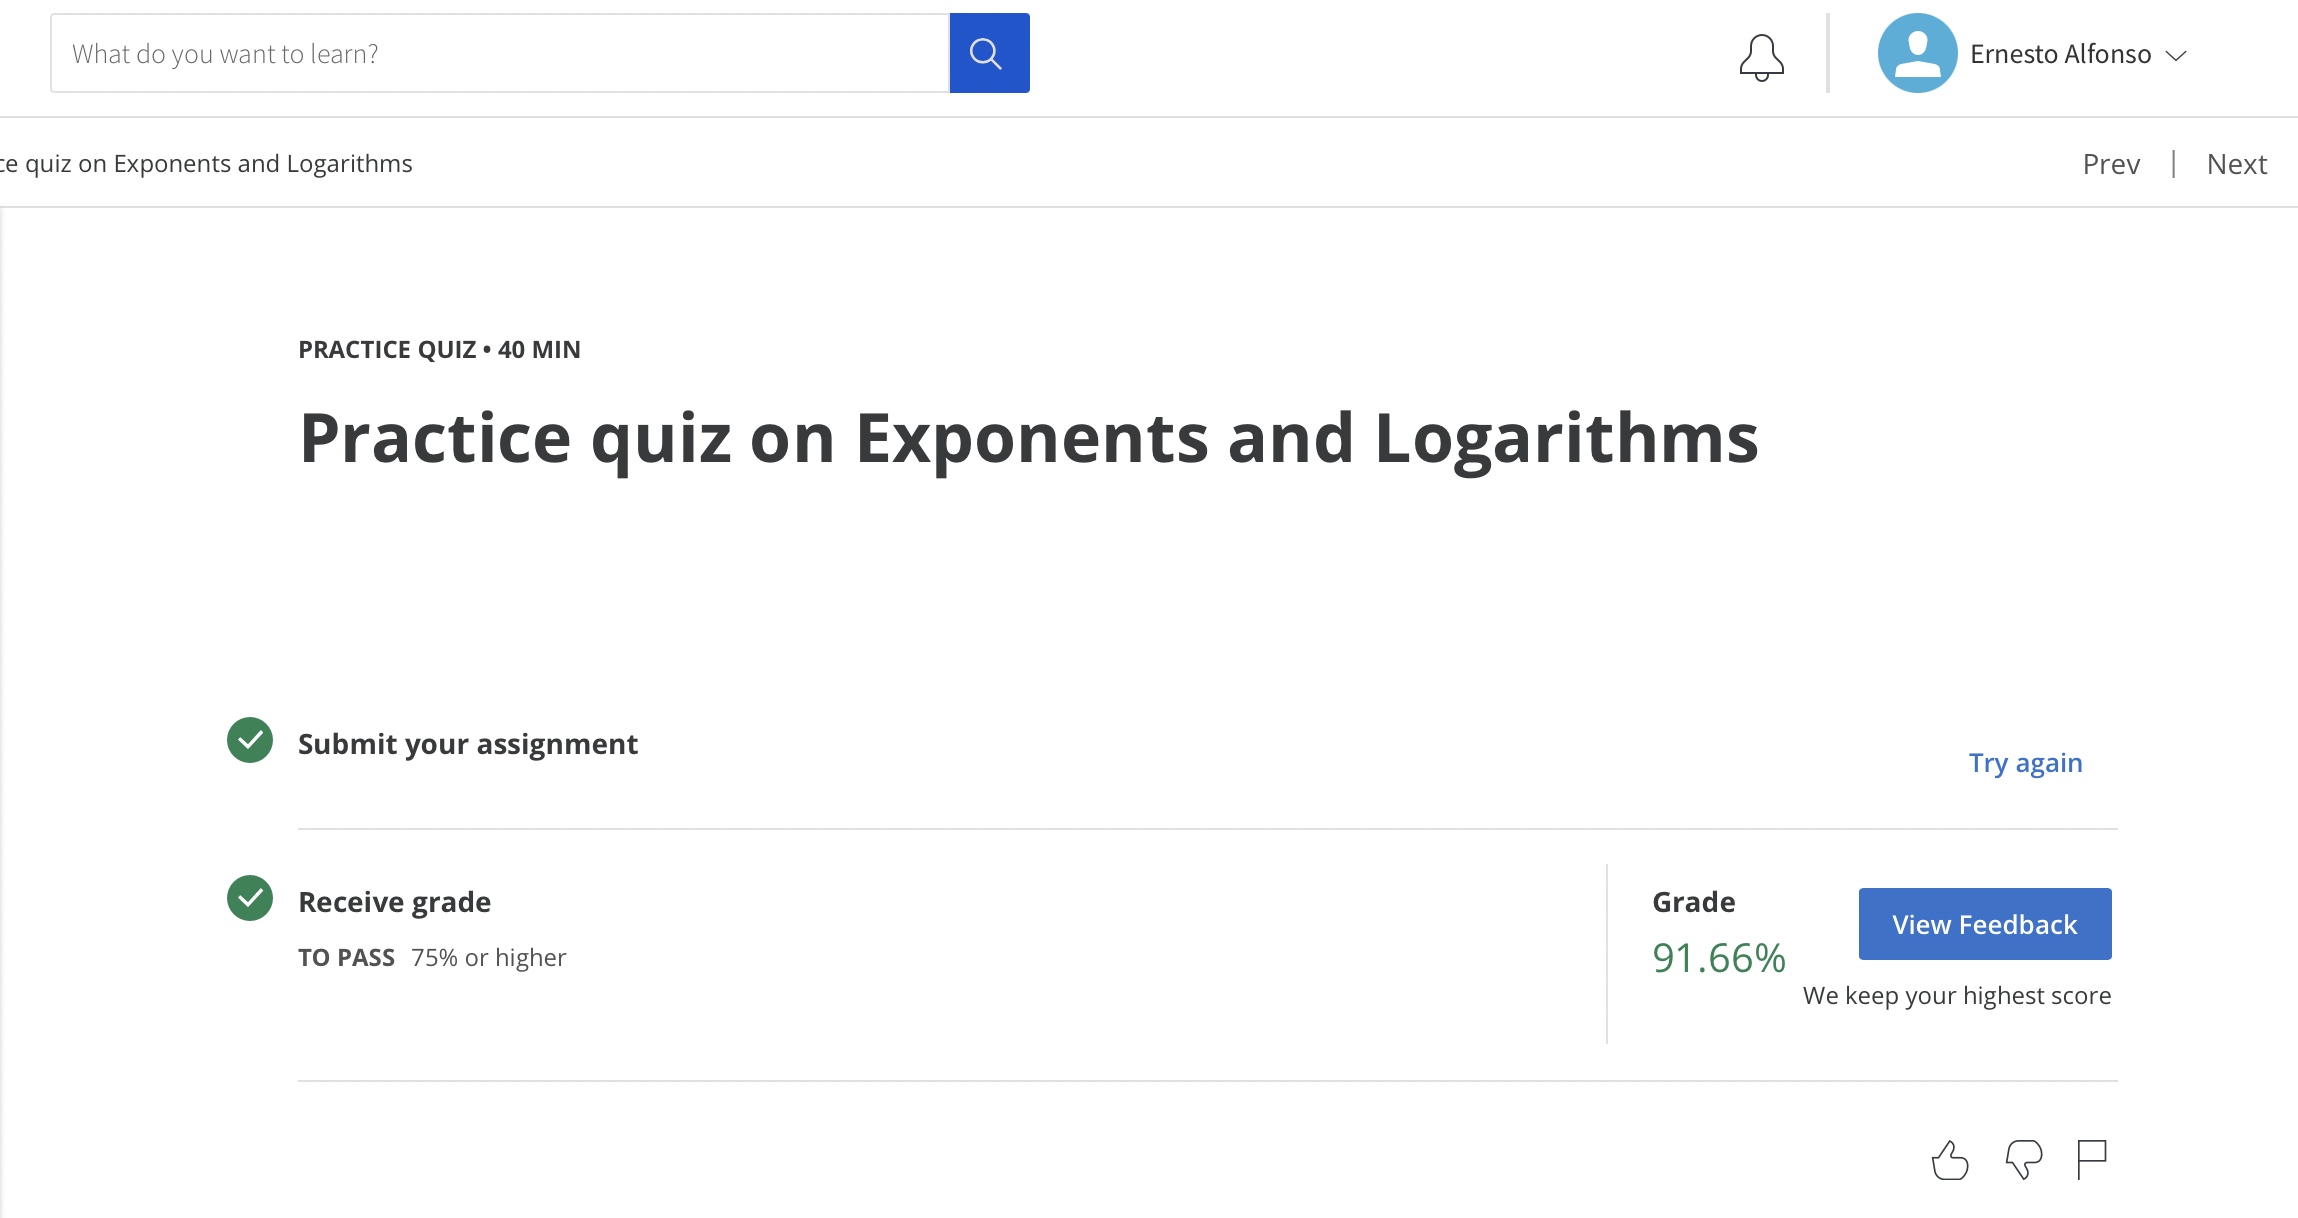 What do you want to learn?
Ernesto Alfonso
ce quiz on Exponents and Logarithms
Prev | Next
PRACTICE QUIZ • 40 MIN
Practice quiz on Exponents and Logarithms
Submit your assignment
Try again
Receive grade
TO PASS 75% or higher
Grade
91.66%
View Feedback
We keep your highest score